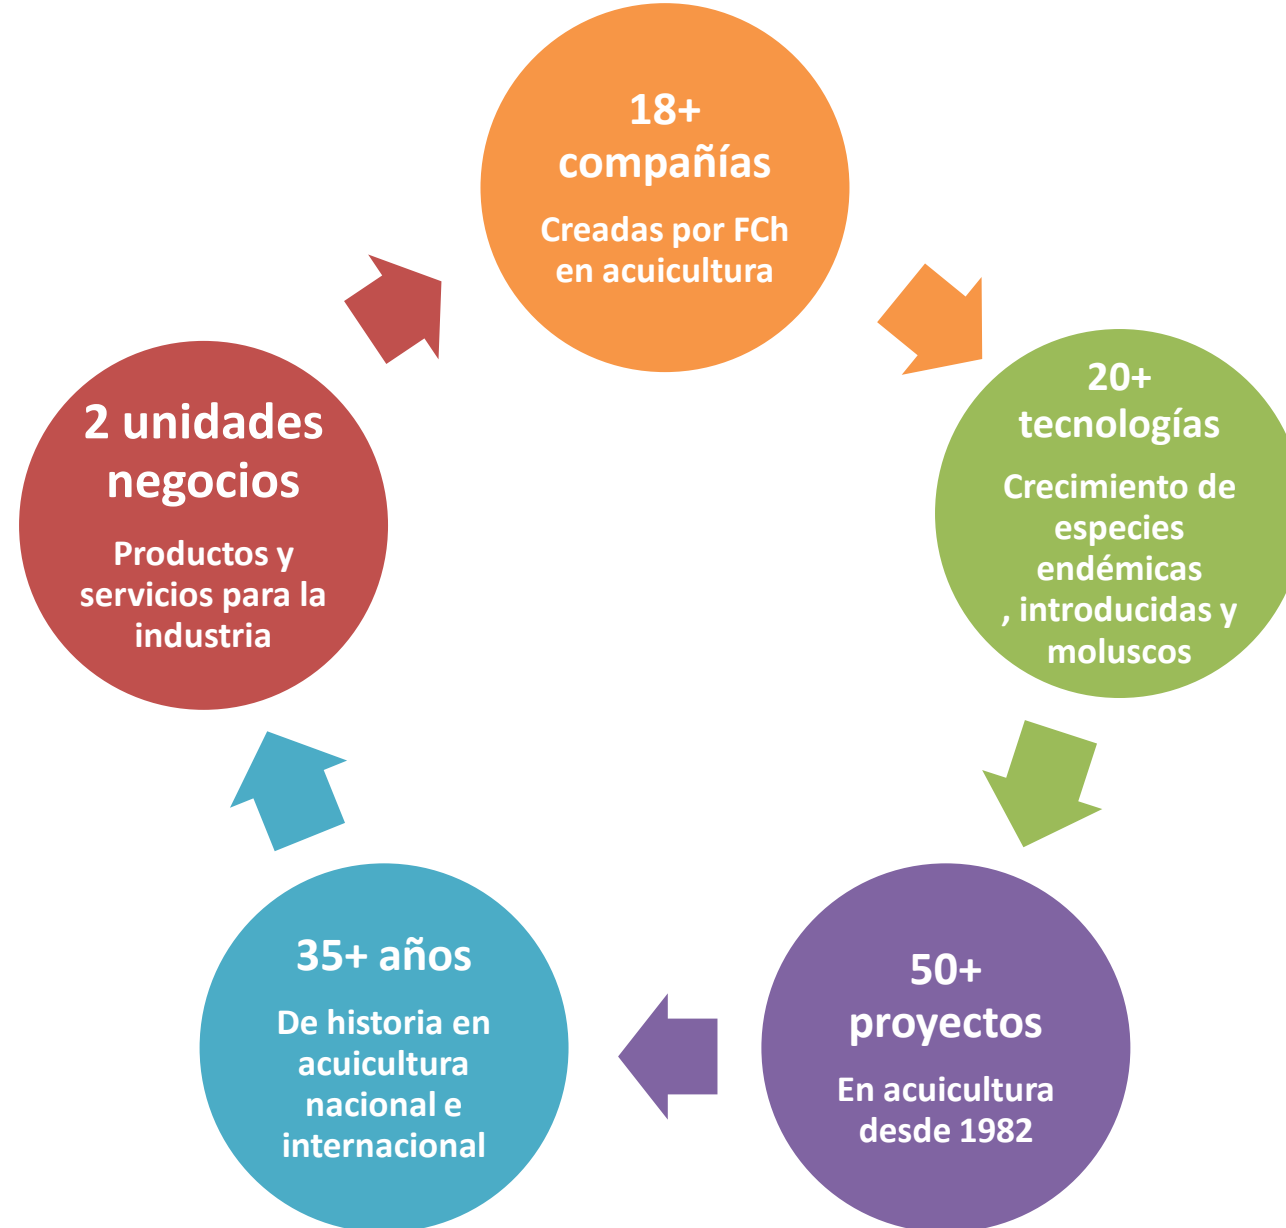 18+
compañías
Creadas por FCh
en acuicultura
20+
tecnologías
Crecimiento de
especies
endémicas
, introducidas y
moluscos
50+
proyectos
En acuicultura
desde 1982
35+ años
De historia en
acuicultura
nacional e
internacional
2 unidades
negocios
Productos y
servicios para la
industria